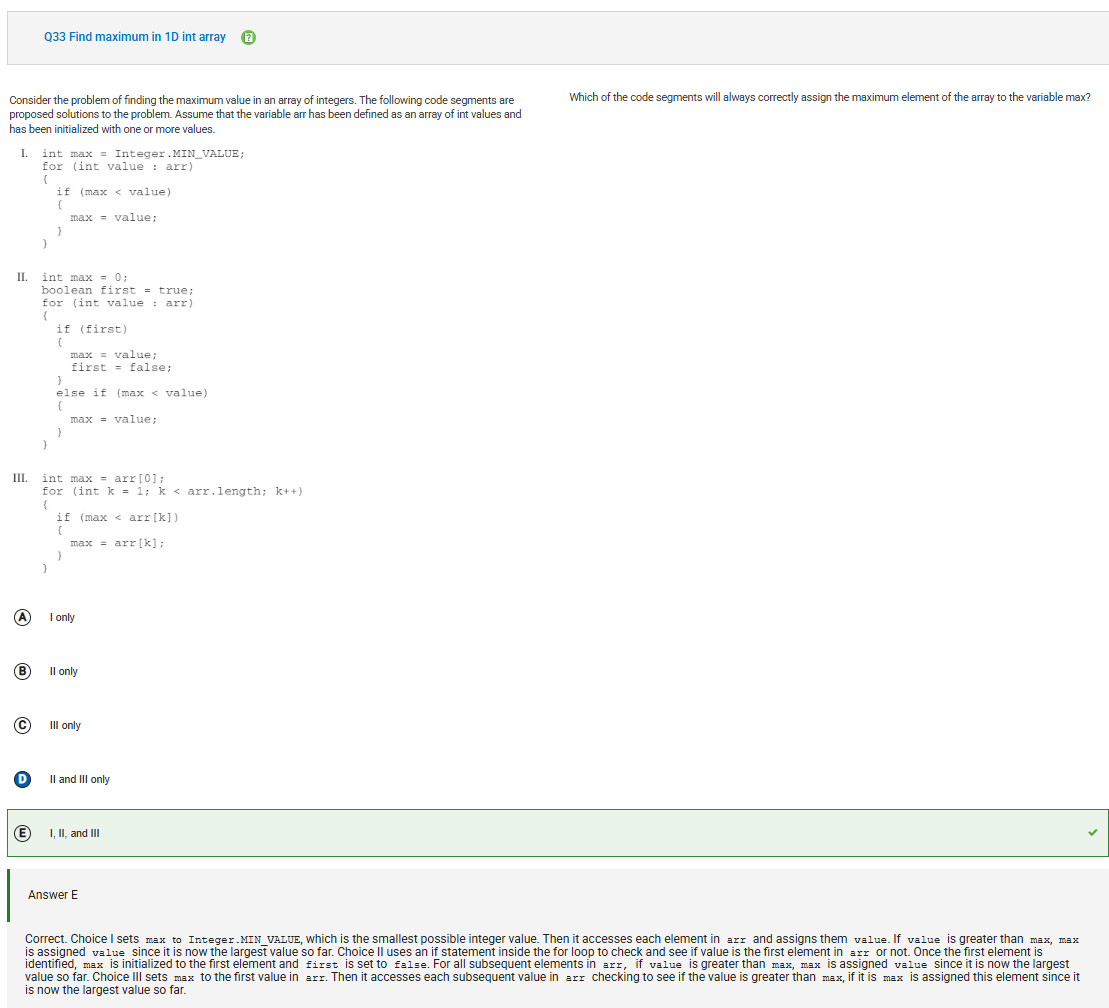 Q33 Find maximum in 1D int array
Consider the problem of finding the maximum value in an array of integers. The following code segments are
proposed solutions to the problem. Assume that the variable arr has been defined as an array of int values and
has been initialized with one or more values.
I. int max = Integer.MIN_VALUE;
for (int value : arr)
{
if (max < value)
{
max = value;
}
}
II. int max = 0;
boolean first = true;
for (int value : arr)
{
if (first)
{
max = value;
first = false;
}
else if (max < value)
{
max = value;
}
}
III. int max = arr[0];
for (int k = 1; k < arr.length; k++)
{
if (max < arr[k])
{
max = arr[k];
}
}
Which of the code segments will always correctly assign the maximum element of the array to the variable max?
A I only
B II only
C III only
D II and III only
E I, II, and III
Answer E
Correct. Choice I sets max to Integer.MIN_VALUE, which is the smallest possible integer value. Then it accesses each element in arr and assigns them value. If value is greater than max, max
is assigned value since it is now the largest value so far. Choice II uses an if statement inside the for loop to check and see if value is the first element in arr or not. Once the first element is
identified, max is initialized to the first element and first is set to false. For all subsequent elements in arr, if value is greater than max, max is assigned value since it is now the largest
value so far. Choice III sets max to the first value in arr. Then it accesses each subsequent value in arr checking to see if the value is greater than max, if it is max is assigned this element since it
is now the largest value so far.